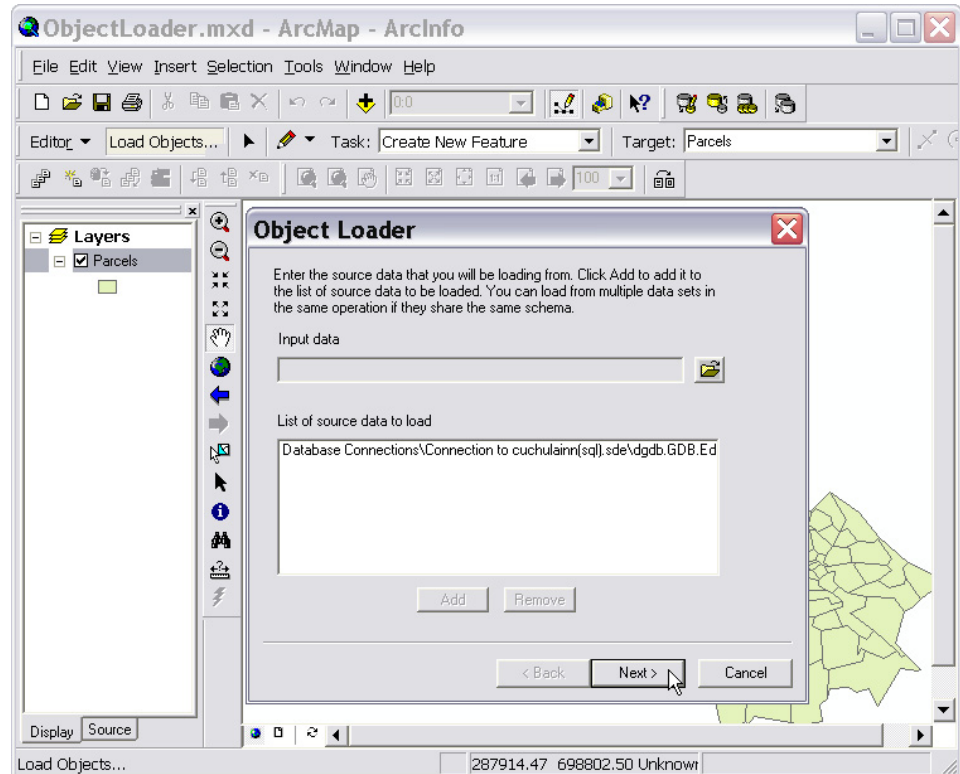 ObjectLoader.mxd - ArcMap - ArcInfo
File Edit View Insert Selection Tools Window Help
0:0
Editor Load Objects... Task: Create New Feature Target: Parcels
1:1 100
Layers
Parcels
Object Loader
Enter the source data that you will be loading from. Click Add to add it to
the list of source data to be loaded. You can load from multiple data sets in
the same operation if they share the same schema.
Input data
List of source data to load
Database Connections\Connection to cuchulainn(sql).sde\dgdb.GDB.Ed
Add Remove
< Back Next > Cancel
Display Source
Load Objects... 287914.47 698802.50 Unknown